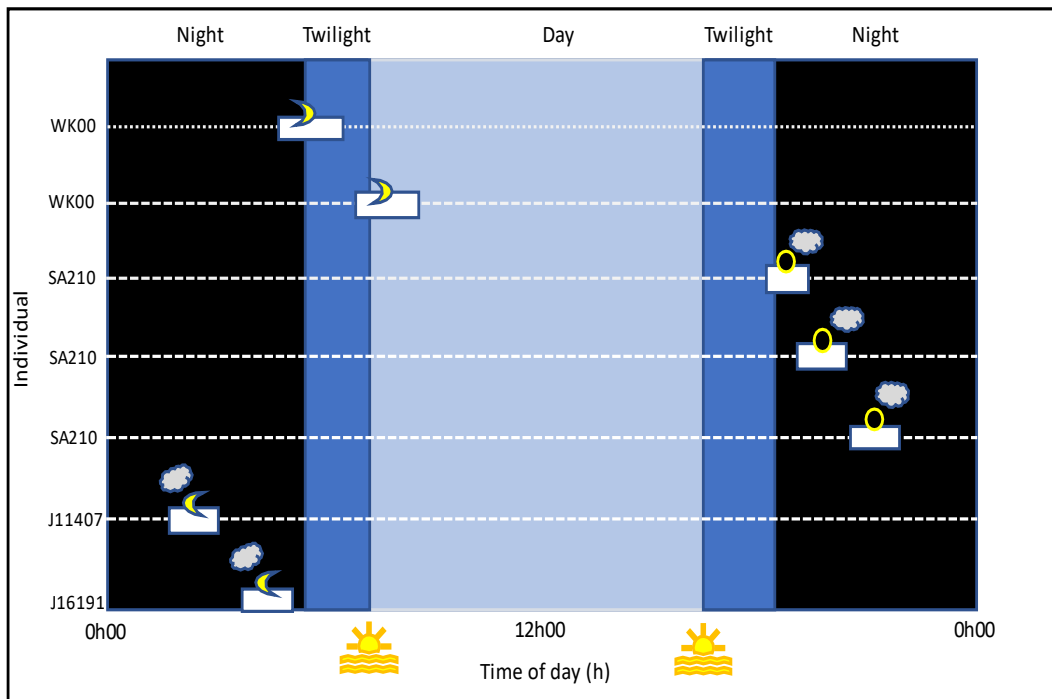 Night Twilight Day Twilight Night
WK00
WK00
SA210
SA210
SA210
J11407
J16191
Individual
0h00 12h00 0h00
Time of day (h)